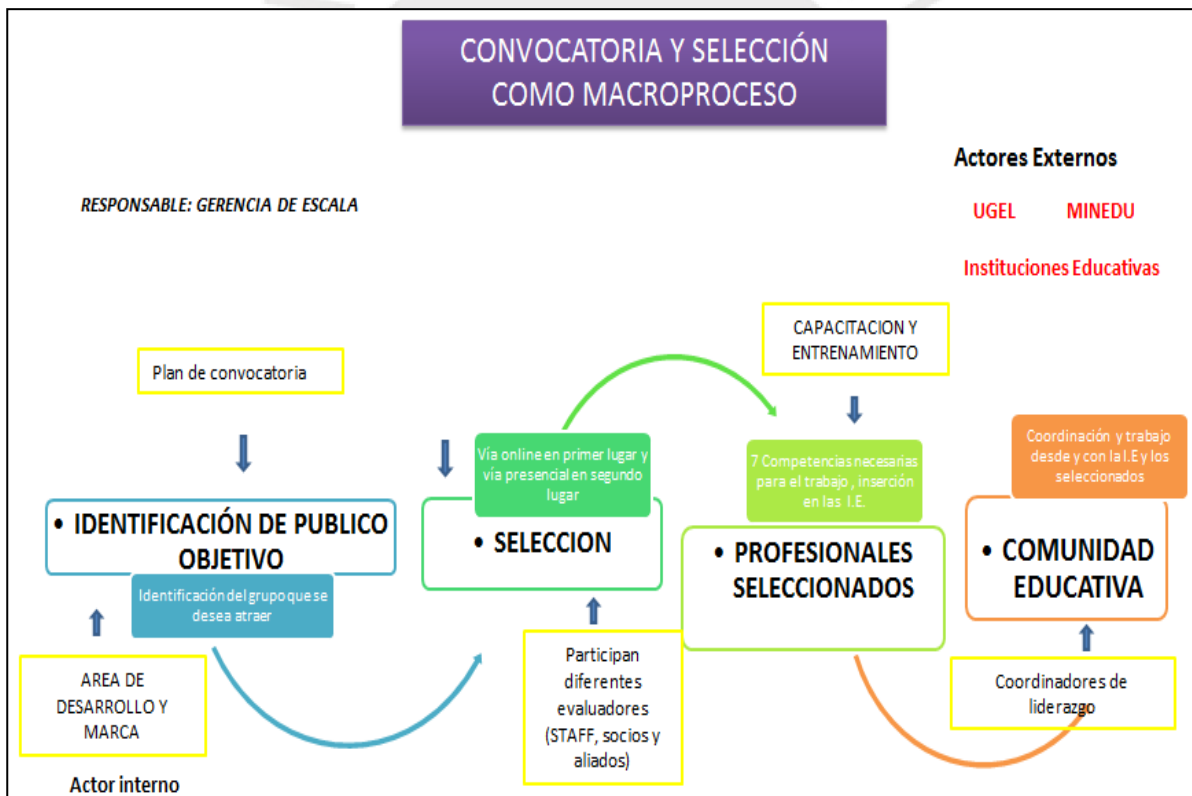 CONVOCATORIA Y SELECCIÓN
COMO MACROPROCESO
Actores Externos
RESPONSABLE: GERENCIA DE ESCALA
UGEL MINEDU
Instituciones Educativas
CAPACITACION Y
ENTRENAMIENTO
Plan de convocatoria
Vía online en primer lugar y
vía presencial en segundo
lugar
7 Competencias necesarias
para el trabajo , inserción
en las I.E.
Coordinación y trabajo
desde y con la I.E y los
seleccionados
• IDENTIFICACIÓN DE PUBLICO
OBJETIVO
• SELECCION
• PROFESIONALES
SELECCIONADOS
• COMUNIDAD
EDUCATIVA
Identificación del grupo que se
desea atraer
AREA DE
DESARROLLO Y
MARCA
Participan
diferentes
evaluadores
(STAFF, socios y
aliados)
Coordinadores de
liderazgo
Actor interno